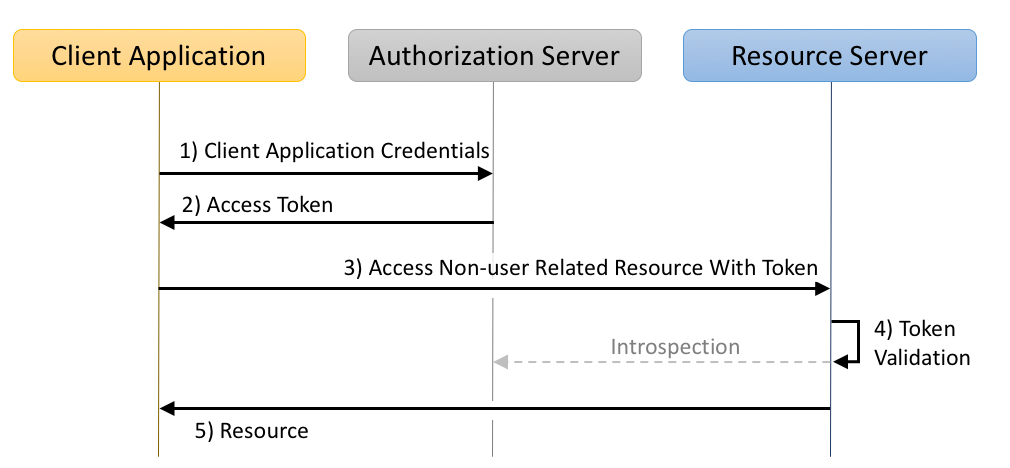 Client Application
Authorization Server
Resource Server
1) Client Application Credentials
2) Access Token
3) Access Non-user Related Resource With Token
4) Token
Validation
Introspection
5) Resource